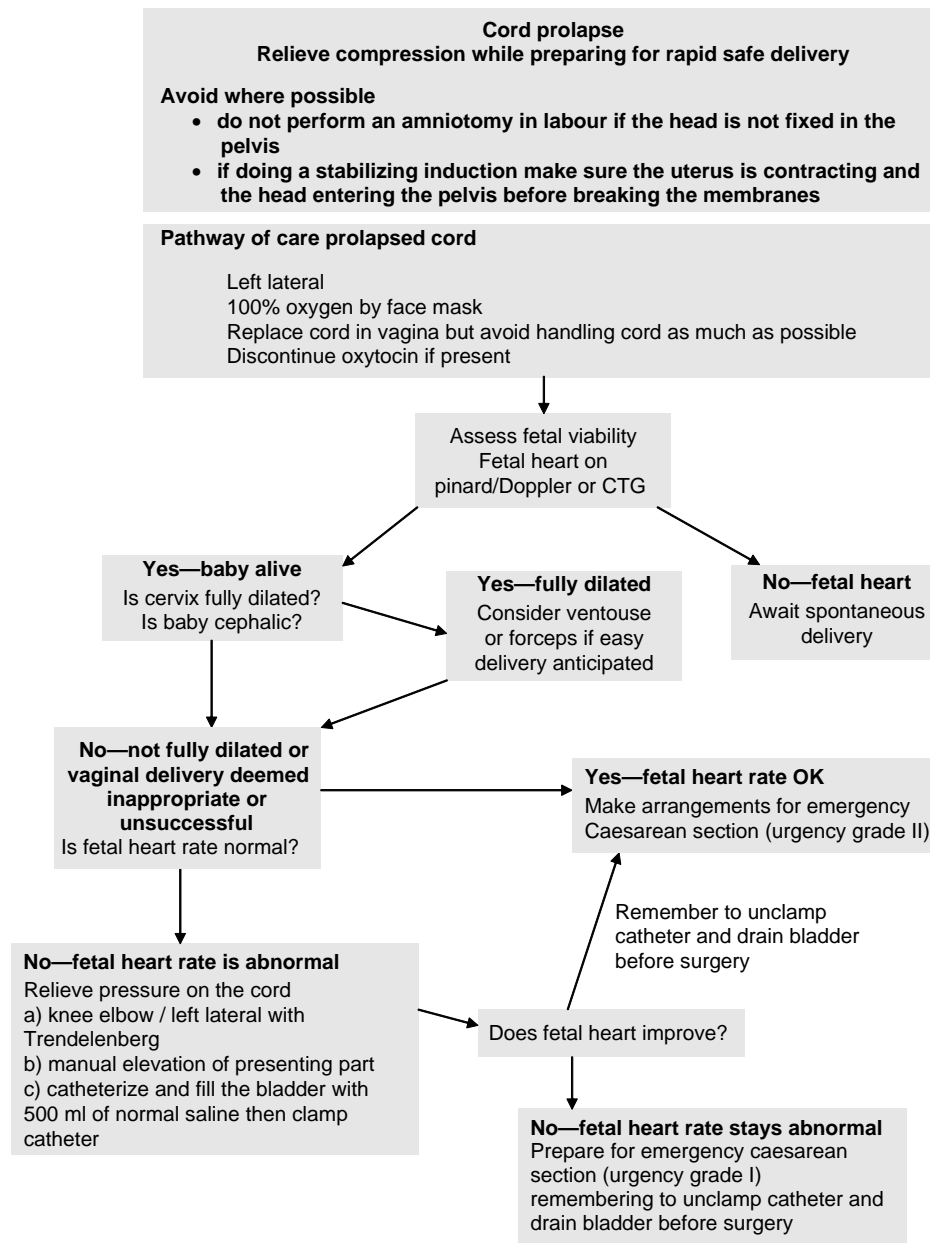 Cord prolapse
Relieve compression while preparing for rapid safe delivery
Avoid where possible
• do not perform an amniotomy in labour if the head is not fixed in the
pelvis
• if doing a stabilizing induction make sure the uterus is contracting and
the head entering the pelvis before breaking the membranes
Pathway of care prolapsed cord
Left lateral
100% oxygen by face mask
Replace cord in vagina but avoid handling cord as much as possible
Discontinue oxytocin if present
Assess fetal viability
Fetal heart on
pinard/Doppler or CTG
Yes—baby alive
Is cervix fully dilated?
Is baby cephalic?
Yes—fully dilated
Consider ventouse
or forceps if easy
delivery anticipated
No—fetal heart
Await spontaneous
delivery
No—not fully dilated or
vaginal delivery deemed
inappropriate or
unsuccessful
Is fetal heart rate normal?
Yes—fetal heart rate OK
Make arrangements for emergency
Caesarean section (urgency grade II)
Remember to unclamp
catheter and drain bladder
before surgery
No—fetal heart rate is abnormal
Relieve pressure on the cord
a) knee elbow / left lateral with
Trendelenberg
b) manual elevation of presenting part
c) catheterize and fill the bladder with
500 ml of normal saline then clamp
catheter
Does fetal heart improve?
No—fetal heart rate stays abnormal
Prepare for emergency caesarean
section (urgency grade I)
remembering to unclamp catheter and
drain bladder before surgery